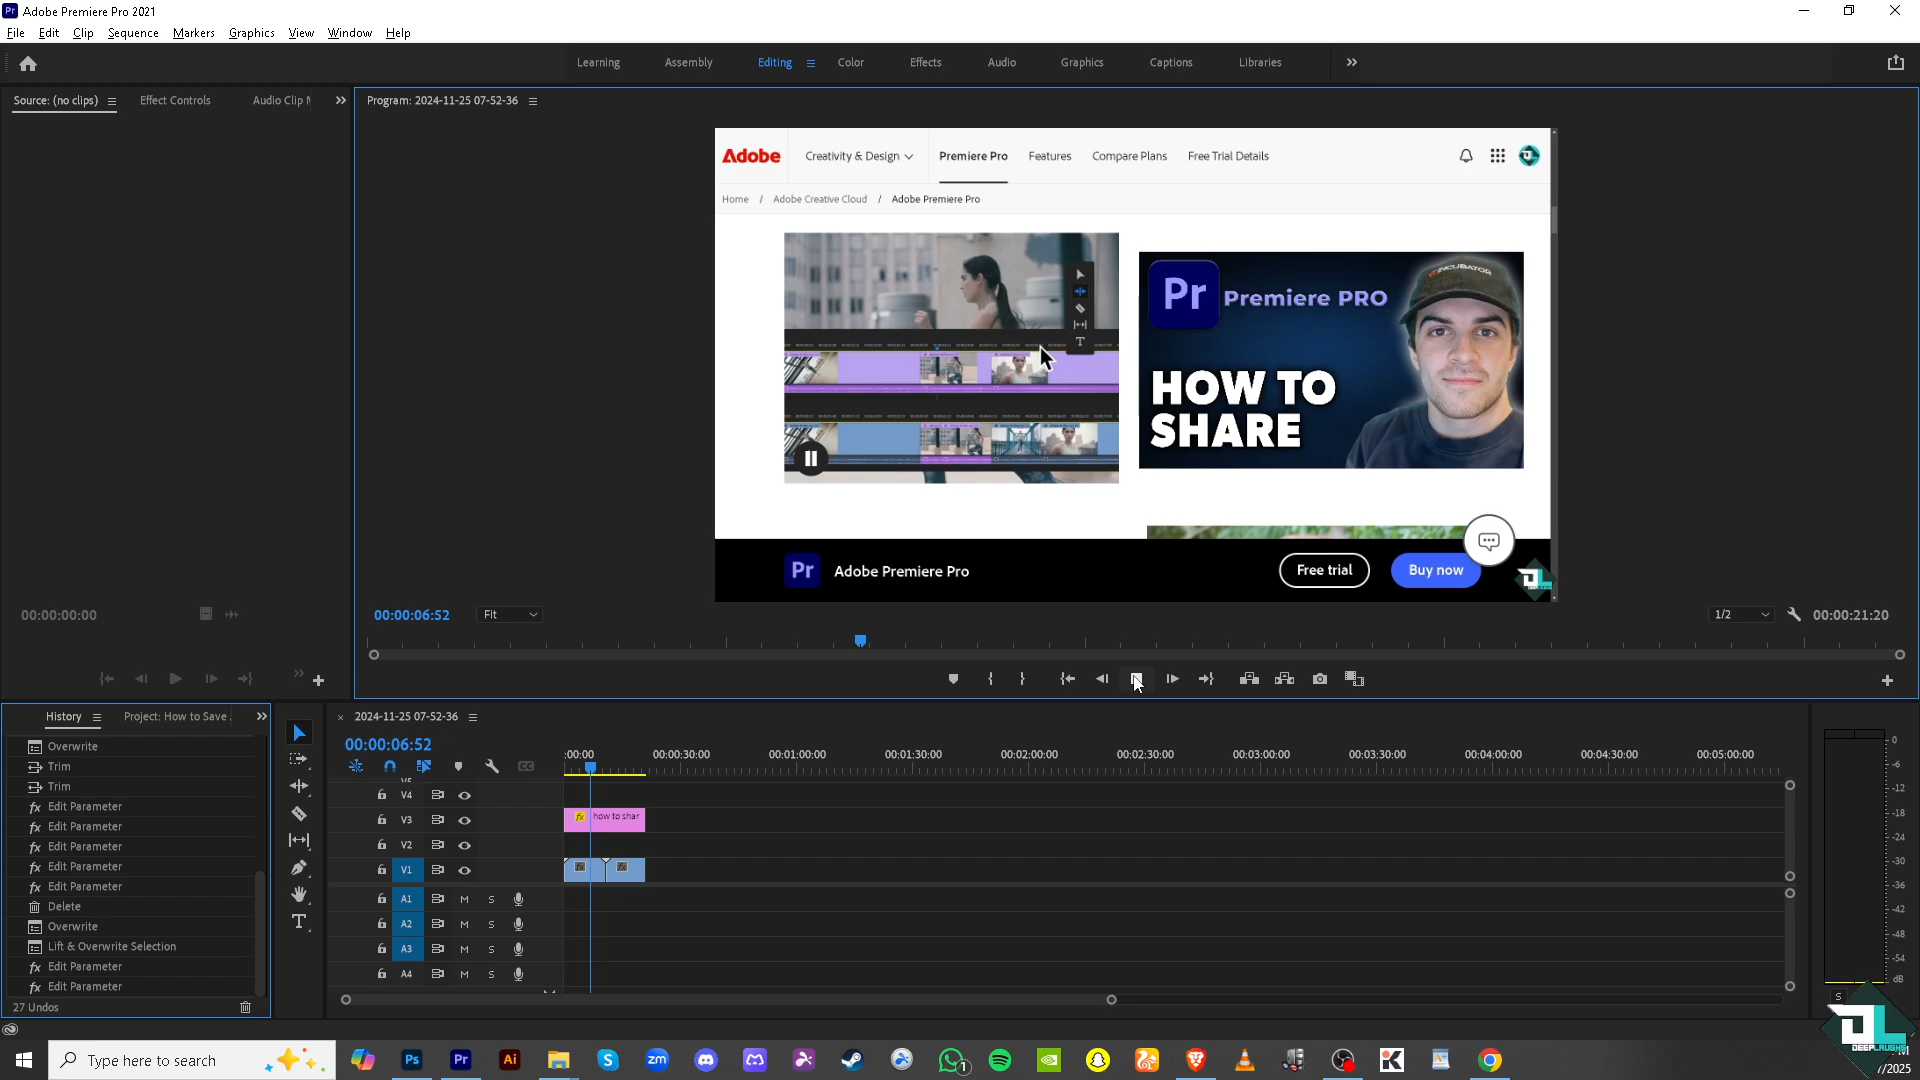 Pr Adobe Premiere Pro 2021
File Edit Clip Sequence Markers Graphics View Window Help
Learning Assembly Editing Color Effects Audio Graphics Captions Libraries
Source: (no clips) Effect Controls Audio Clip
Program: 2024-11-25 07-52-36
Adobe Creativity & Design Premiere Pro Features Compare Plans Free Trial Details
Home / Adobe Creative Cloud / Adobe Premiere Pro
Pr Premiere PRO
HOW TO
SHARE
Pr Adobe Premiere Pro Free trial Buy now
00:00:00:00
00:00:06:52 Fit 1/2 00:00:21:20
History Project: How to Save
Overwrite
Trim
Trim
Edit Parameter
Edit Parameter
Edit Parameter
Edit Parameter
Edit Parameter
Delete
Overwrite
Lift & Overwrite Selection
Edit Parameter
Edit Parameter
27 Undos
2024-11-25 07-52-36
00:00:06:52
:00:00 00:00:30:00 00:01:00:00 00:01:30:00 00:02:00:00 00:02:30:00 00:03:00:00 00:03:30:00 00:04:00:00 00:04:30:00 00:05:00:00
V4
V3 fx how to shar
V2
V1 fx fx
A1 M S
A2 M S
A3 M S
A4 M S
0
-6
-12
-18
-24
-30
-36
-42
-48
-54
dB
S
DL
DEEPLAUGHS
Type here to search
Ps Pr Ai zm 1 K
7/2025